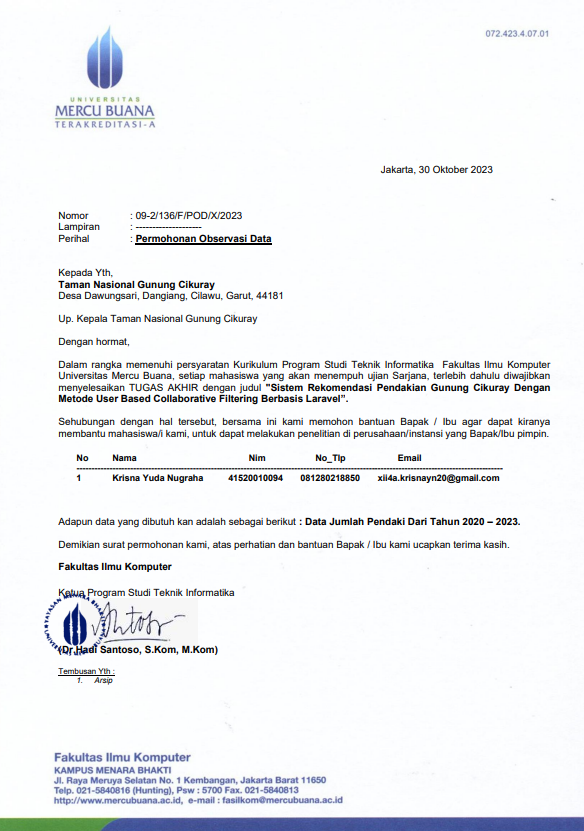 072.423.4.07.01
UNIVERSITAS
MERCU BUANA
TERAKREDITASI-A
Jakarta, 30 Oktober 2023
Nomor : 09-2/136/F/POD/X/2023
Lampiran : --------------------
Perihal : Permohonan Observasi Data
Kepada Yth,
Taman Nasional Gunung Cikuray
Desa Dawungsari, Dangiang, Cilawu, Garut, 44181
Up. Kepala Taman Nasional Gunung Cikuray
Dengan hormat,
Dalam rangka memenuhi persyaratan Kurikulum Program Studi Teknik Informatika Fakultas Ilmu Komputer
Universitas Mercu Buana, setiap mahasiswa yang akan menempuh ujian Sarjana, terlebih dahulu diwajibkan
menyelesaikan TUGAS AKHIR dengan judul "Sistem Rekomendasi Pendakian Gunung Cikuray Dengan
Metode User Based Collaborative Filtering Berbasis Laravel”.
Sehubungan dengan hal tersebut, bersama ini kami memohon bantuan Bapak / Ibu agar dapat kiranya
membantu mahasiswa/i kami, untuk dapat melakukan penelitian di perusahaan/instansi yang Bapak/Ibu pimpin.
No Nama Nim No_Tlp Email
1 Krisna Yuda Nugraha 41520010094 081280218850 xii4a.krisnayn20@gmail.com
Adapun data yang dibutuh kan adalah sebagai berikut : Data Jumlah Pendaki Dari Tahun 2020 – 2023.
Demikian surat permohonan kami, atas perhatian dan bantuan Bapak / Ibu kami ucapkan terima kasih.
Fakultas Ilmu Komputer
Ketua Program Studi Teknik Informatika
(Dr.Hadi Santoso, S.Kom, M.Kom)
Tembusan Yth :
1. Arsip
Fakultas Ilmu Komputer
KAMPUS MENARA BHAKTI
Jl. Raya Meruya Selatan No. 1 Kembangan, Jakarta Barat 11650
Telp. 021-5840816 (Hunting), Psw : 5700 Fax. 021-5840813
http://www.mercubuana.ac.id, e-mail : fasilkom@mercubuana.ac.id